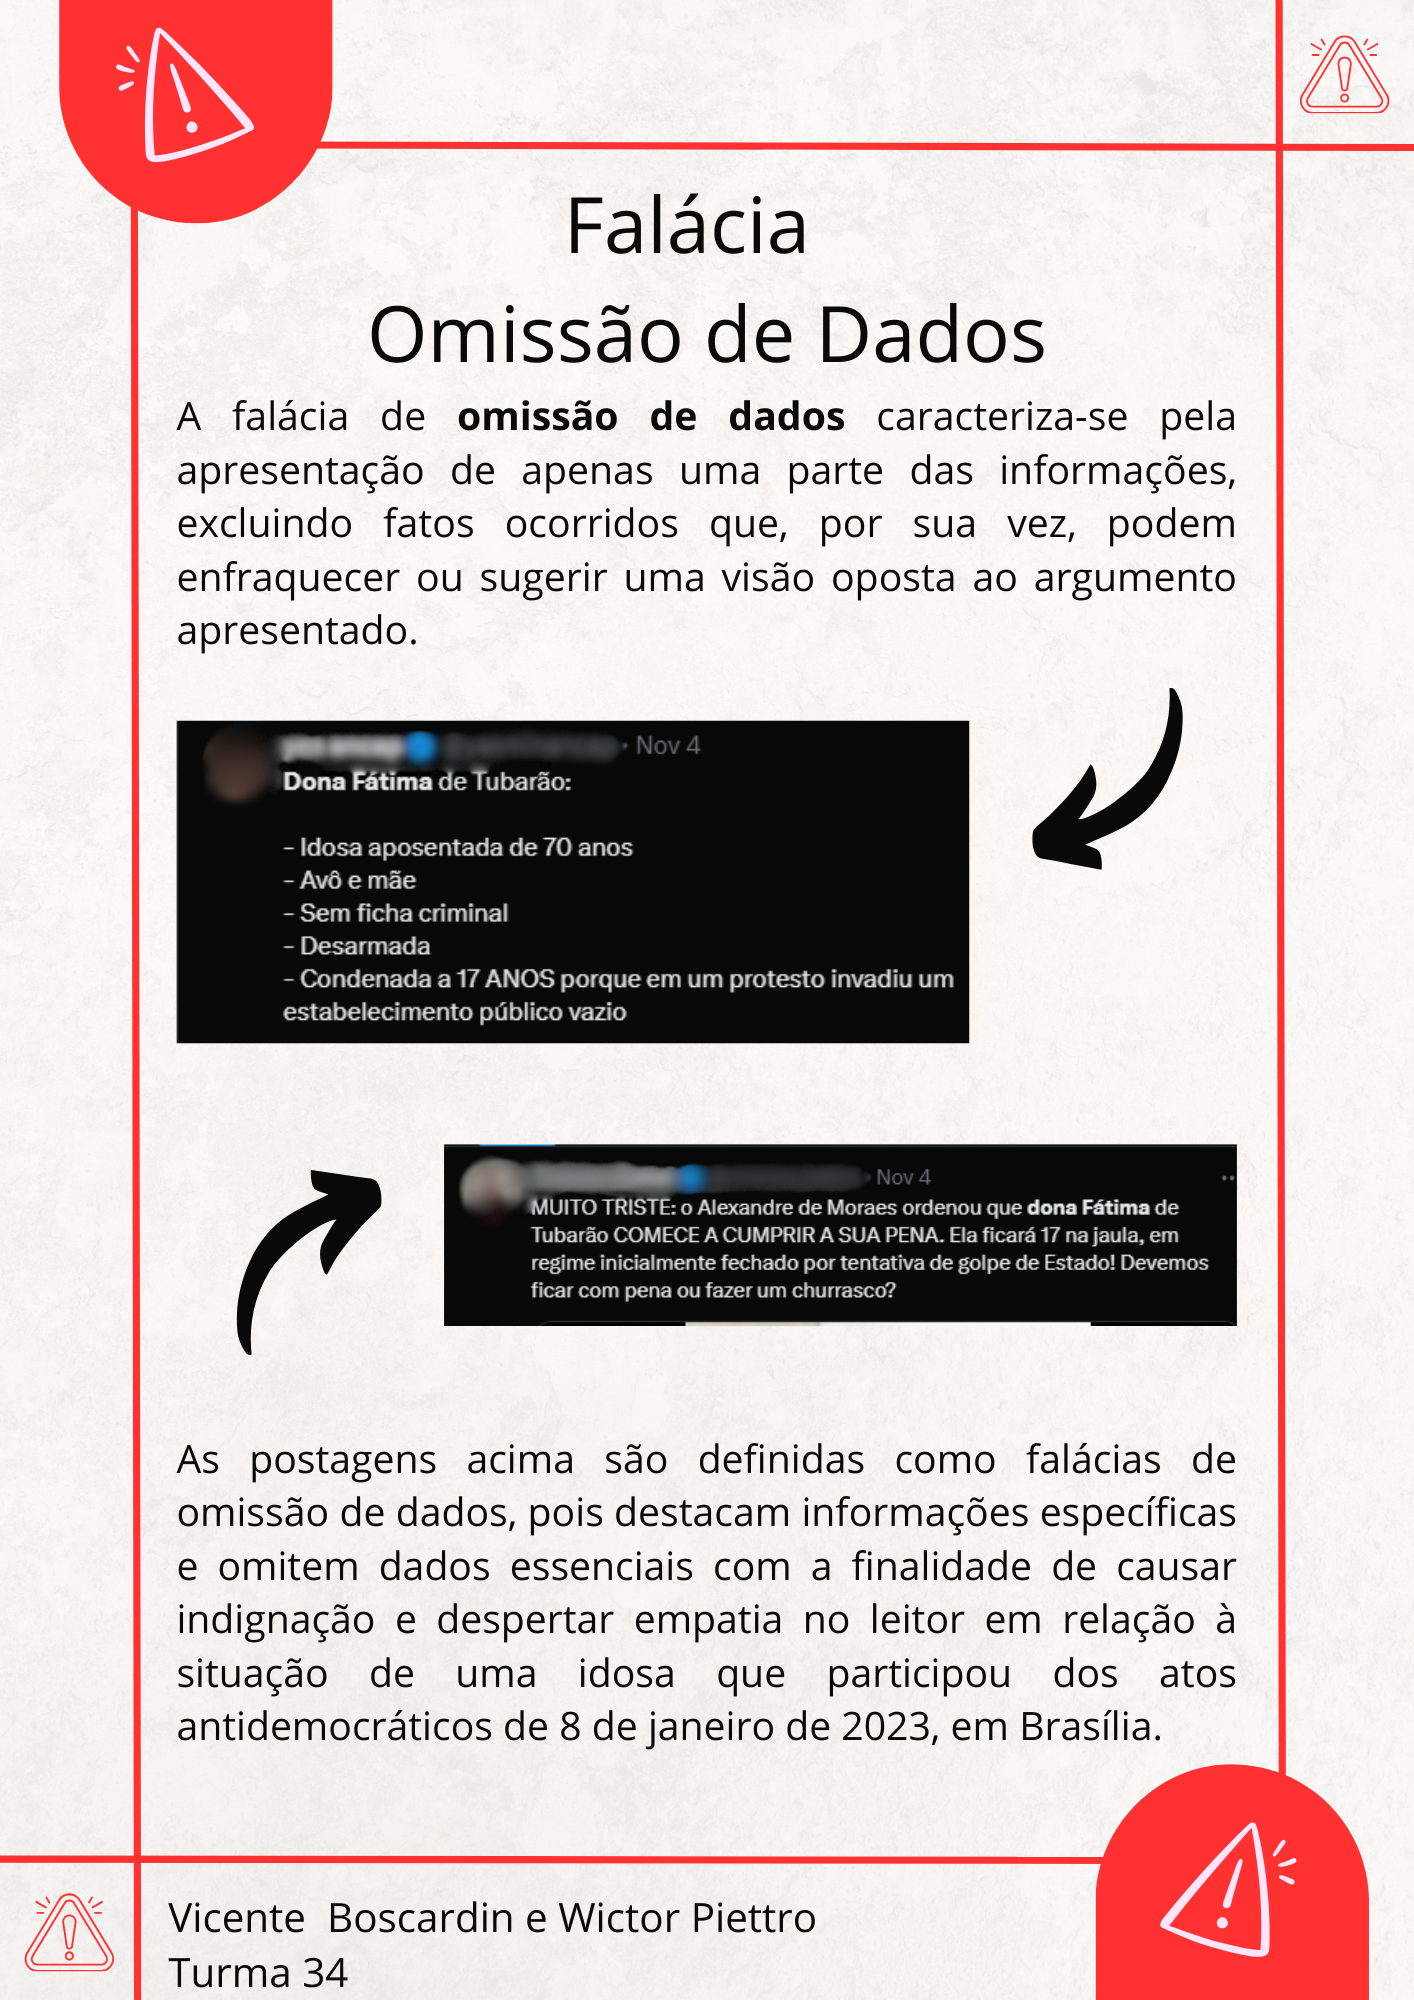 Falácia
Omissão de Dados
A falácia de omissão de dados caracteriza-se pela
apresentação de apenas uma parte das informações,
excluindo fatos ocorridos que, por sua vez, podem
enfraquecer ou sugerir uma visão oposta ao argumento
apresentado.
· Nov 4
Dona Fátima de Tubarão:
- Idosa aposentada de 70 anos
- Avô e mãe
- Sem ficha criminal
- Desarmada
- Condenada a 17 ANOS porque em um protesto invadiu um
estabelecimento público vazio
· Nov 4
MUITO TRISTE: o Alexandre de Moraes ordenou que dona Fátima de
Tubarão COMECE A CUMPRIR A SUA PENA. Ela ficará 17 na jaula, em
regime inicialmente fechado por tentativa de golpe de Estado! Devemos
ficar com pena ou fazer um churrasco?
As postagens acima são definidas como falácias de
omissão de dados, pois destacam informações específicas
e omitem dados essenciais com a finalidade de causar
indignação e despertar empatia no leitor em relação à
situação de uma idosa que participou dos atos
antidemocráticos de 8 de janeiro de 2023, em Brasília.
Vicente Boscardin e Wictor Piettro
Turma 34